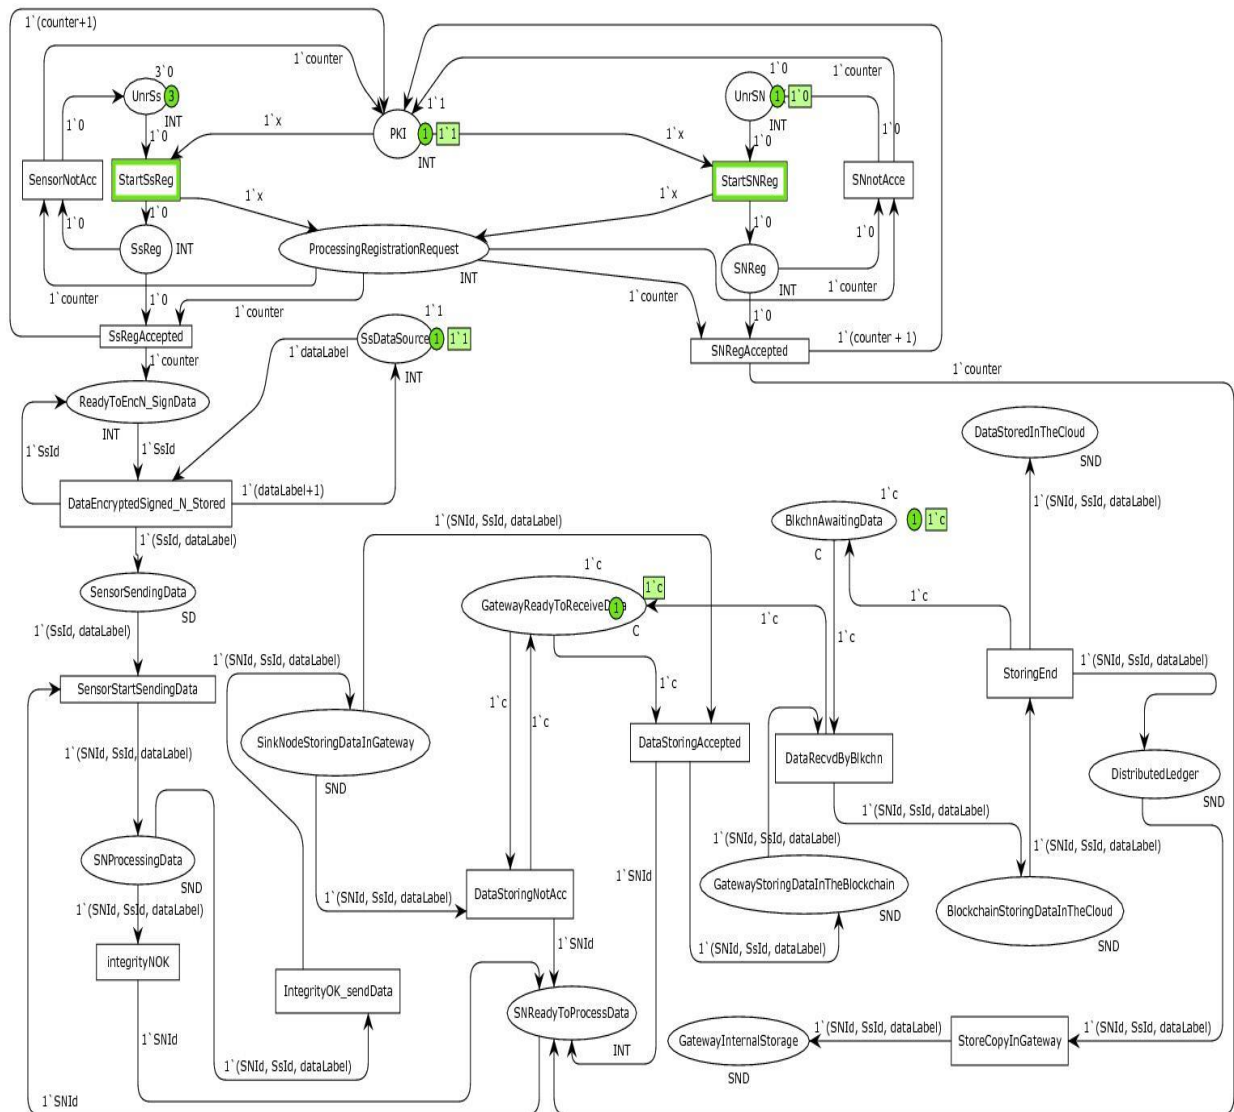 1`(counter+1)
1`counter
3`0
UnrSs
3
INT
1`0
1`0
1`1
PKI
1
1`1
INT
1`x
1`x
1`0
UnrSN
1
1`0
INT
1`0
1`counter
1`0
SensorNotAcc
StartSsReg
StartSNReg
SNnotAcce
1`0
1`0
1`x
1`x
1`0
1`0
SsReg
INT
ProcessingRegistrationRequest
INT
SNReg
INT
1`counter
1`0
1`counter
1`counter
1`0
1`counter
SsRegAccepted
1`1
SsDataSource
1
1`1
INT
SNRegAccepted
1`(counter + 1)
1`counter
1`dataLabel
1`counter
ReadyToEncN_SignData
INT
1`SsId
1`SsId
DataStoredInTheCloud
SND
DataEncryptedSigned_N_Stored
1`(dataLabel+1)
1`(SNId, SsId, dataLabel)
1`c
BlkchnAwaitingData
1
1`c
C
1`(SNId, SsId, dataLabel)
1`(SsId, dataLabel)
SensorSendingData
SD
1`c
1`c
GatewayReadyToReceiveData
1
C
1`c
1`c
1`c
1`(SsId, dataLabel)
1`(SNId, SsId, dataLabel)
StoringEnd
1`(SNId, SsId, dataLabel)
SensorStartSendingData
1`c
1`c
1`c
SinkNodeStoringDataInGateway
SND
DataStoringAccepted
DataRecvdByBlkchn
1`(SNId, SsId, dataLabel)
DistributedLedger
SND
1`(SNId, SsId, dataLabel)
1`(SNId, SsId, dataLabel)
1`(SNId, SsId, dataLabel)
SNProcessingData
SND
1`SNId
GatewayStoringDataInTheBlockchain
SND
1`(SNId, SsId, dataLabel)
1`(SNId, SsId, dataLabel)
DataStoringNotAcc
BlockchainStoringDataInTheCloud
SND
1`SNId
1`(SNId, SsId, dataLabel)
integrityNOK
IntegrityOK_sendData
SNReadyToProcessData
INT
1`SNId
1`(SNId, SsId, dataLabel)
GatewayInternalStorage
SND
1`(SNId, SsId, dataLabel)
StoreCopyInGateway
1`(SNId, SsId, dataLabel)
1`SNId